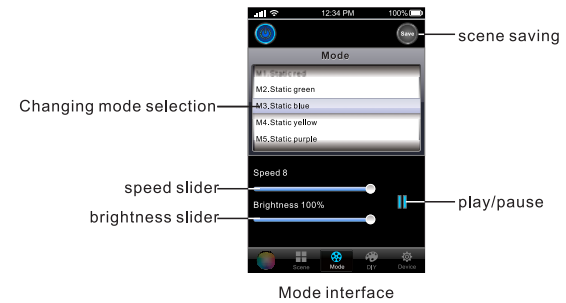 12:34 PM 100%
Save
scene saving
Mode
M1.Static red
M2.Static green
Changing mode selection
M3.Static blue
M4.Static yellow
M5.Static purple
Speed 8
speed slider
Brightness 100%
play/pause
brightness slider
Scene Mode DIY Device
Mode interface